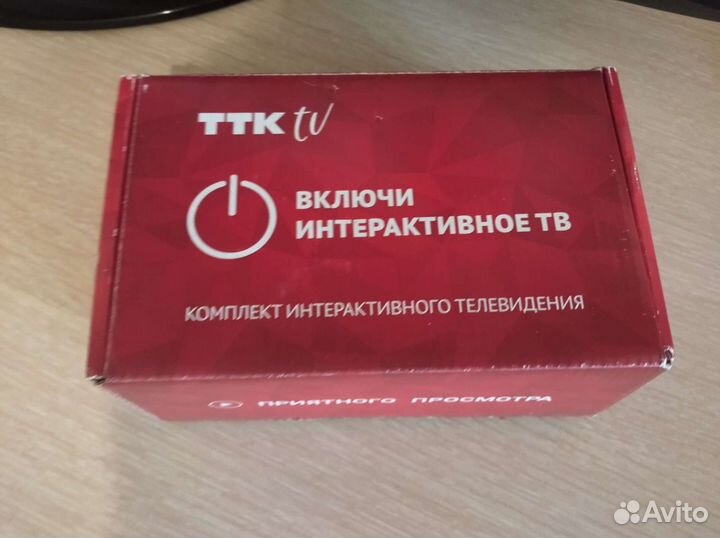 ТТК tv
ВКЛЮЧИ
ИНТЕРАКТИВНОЕ ТВ
КОМПЛЕКТ ИНТЕРАКТИВНОГО ТЕЛЕВИДЕНИЯ
ПРИЯТНОГО ПРОСМОТРА
Avito